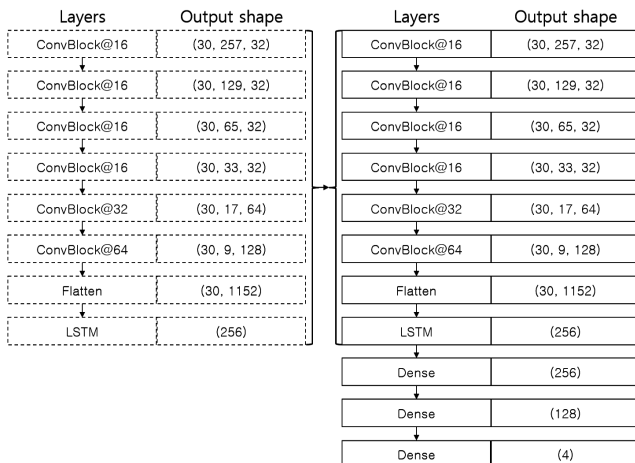 Layers Output shape
ConvBlock@16 (30, 257, 32)
ConvBlock@16 (30, 129, 32)
ConvBlock@16 (30, 65, 32)
ConvBlock@16 (30, 33, 32)
ConvBlock@32 (30, 17, 64)
ConvBlock@64 (30, 9, 128)
Flatten (30, 1152)
LSTM (256)
Layers Output shape
ConvBlock@16 (30, 257, 32)
ConvBlock@16 (30, 129, 32)
ConvBlock@16 (30, 65, 32)
ConvBlock@16 (30, 33, 32)
ConvBlock@32 (30, 17, 64)
ConvBlock@64 (30, 9, 128)
Flatten (30, 1152)
LSTM (256)
Dense (256)
Dense (128)
Dense (4)